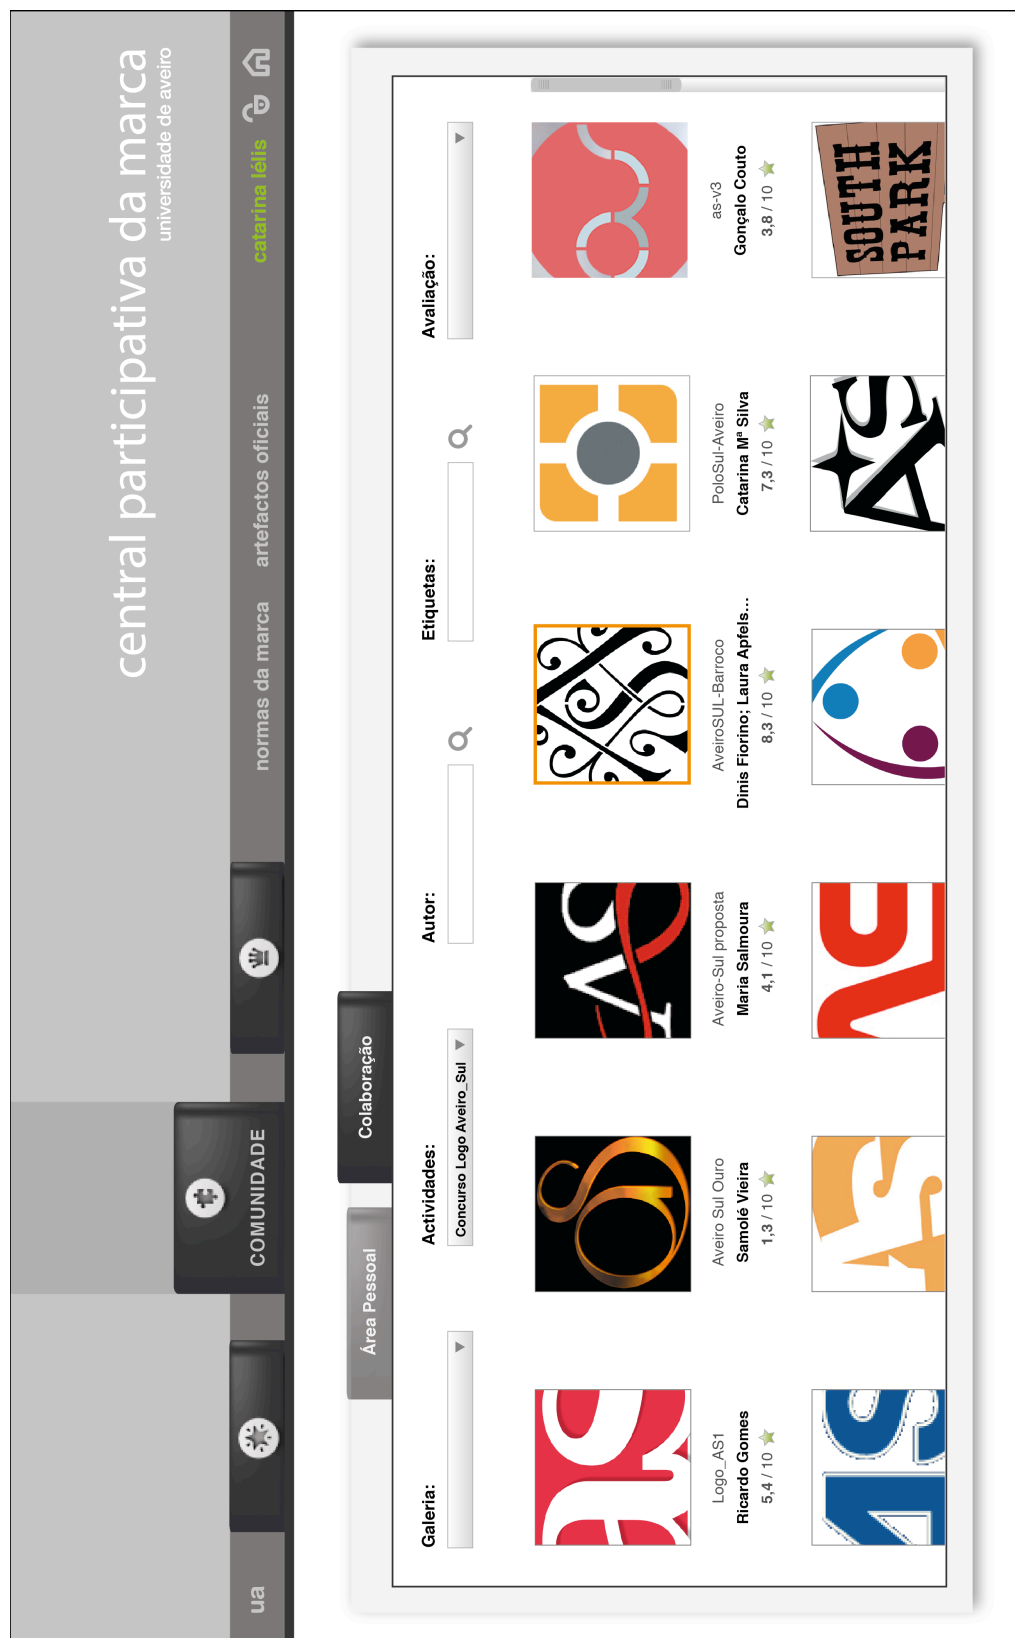 central participativa da marca
universidade de aveiro
ua
COMUNIDADE
normas da marca
artefactos oficiais
catarina lélis
Área Pessoal
Colaboração
Galeria:
Actividades:
Autor:
Etiquetas:
Avaliação:
Concurso Logo Aveiro_Sul
Logo_AS1
Ricardo Gomes
5,4 / 10
Aveiro Sul Ouro
Samolé Vieira
1,3 / 10
Aveiro-Sul proposta
Maria Salmoura
4,1 / 10
AveiroSUL-Barroco
Dinis Fiorino; Laura Apfels...
8,3 / 10
PoloSul-Aveiro
Catarina Mª Silva
7,3 / 10
as-v3
Gonçalo Couto
3,8 / 10
AS
SOUTH
PARK